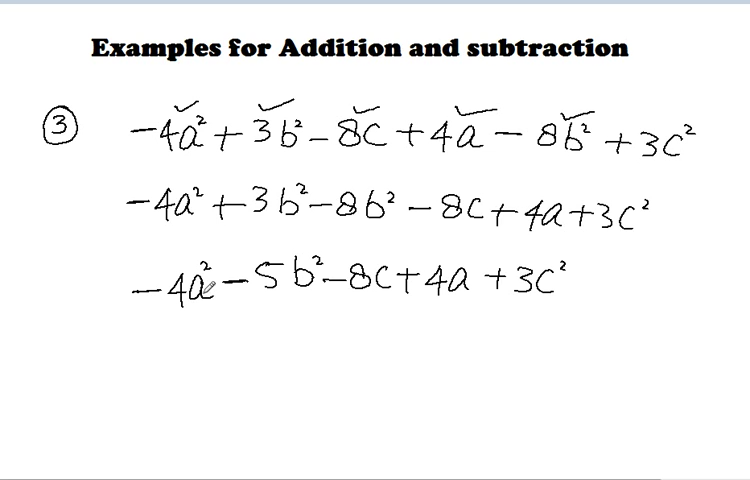 Examples for Addition and subtraction
③ -4a² + 3b² - 8c + 4a - 8b² + 3c²
-4a² + 3b² - 8b² - 8c + 4a + 3c²
-4a² - 5b² - 8c + 4a + 3c²